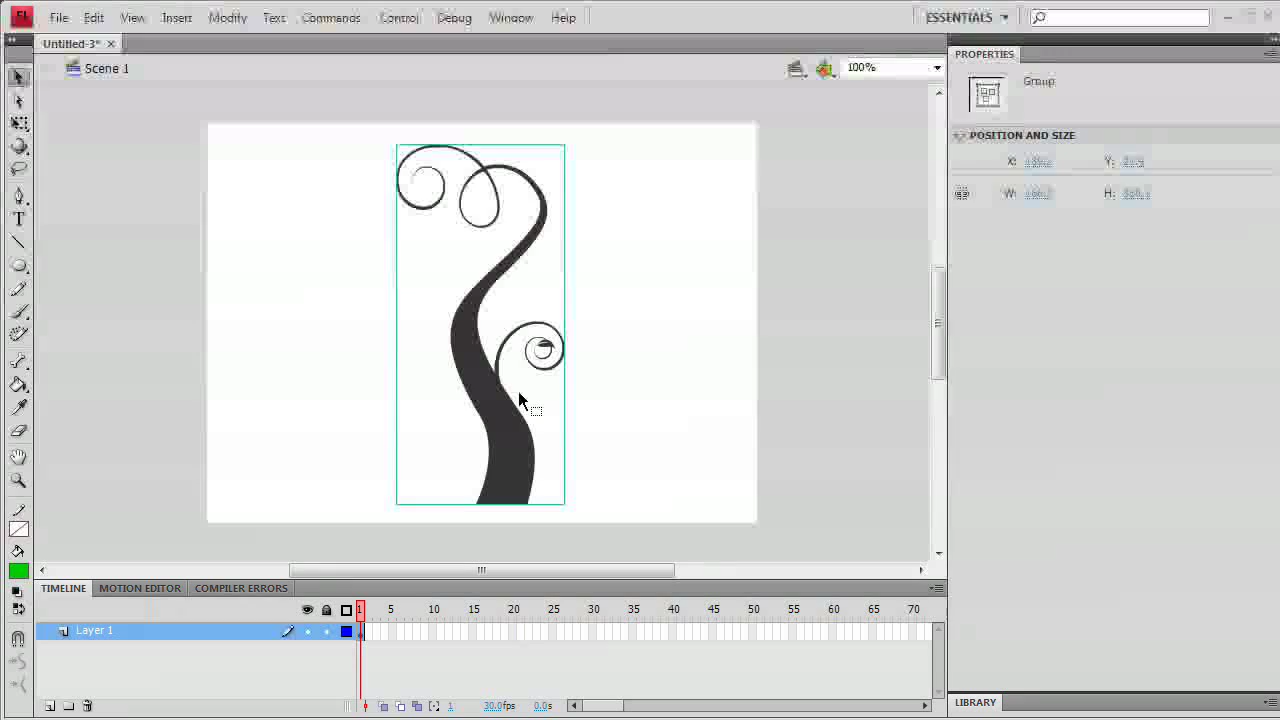 Fl File Edit View Insert Modify Text Commands Control Debug Window Help ESSENTIALS
Untitled-3*
Scene 1 100%
PROPERTIES
Group
POSITION AND SIZE
X: Y:
W: H:
TIMELINE MOTION EDITOR COMPILER ERRORS
1 5 10 15 20 25 30 35 40 45 50 55 60 65 70
Layer 1
1 30.0fps 0.0s
LIBRARY